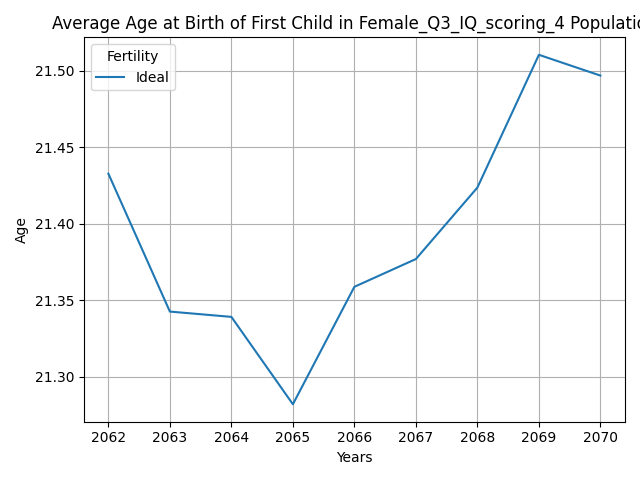 Average Age at Birth of First Child in Female_Q3_IQ_scoring_4 Populatio
Fertility
Ideal
21.50
21.45
21.40
21.35
21.30
Age
2062 2063 2064 2065 2066 2067 2068 2069 2070
Years